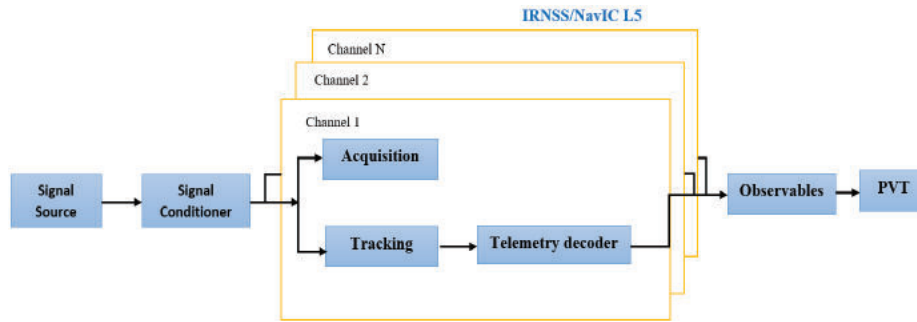 IRNSS/NavIC L5
Channel N
Channel 2
Channel 1
Acquisition
Signal
Source
Signal
Conditioner
Tracking
Telemetry decoder
Observables
PVT